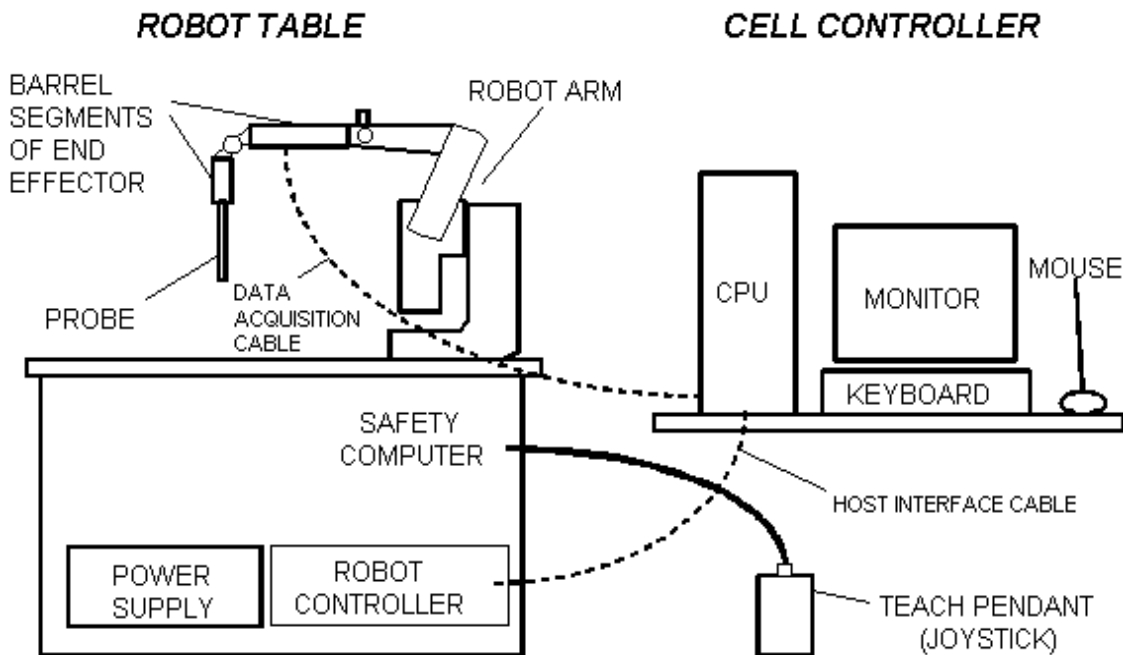 ROBOT TABLE
CELL CONTROLLER
BARREL
SEGMENTS
OF END
EFFECTOR
ROBOT ARM
PROBE
DATA
ACQUISITION
CABLE
CPU
MONITOR
MOUSE
KEYBOARD
SAFETY
COMPUTER
HOST INTERFACE CABLE
POWER
SUPPLY
ROBOT
CONTROLLER
TEACH PENDANT
(JOYSTICK)